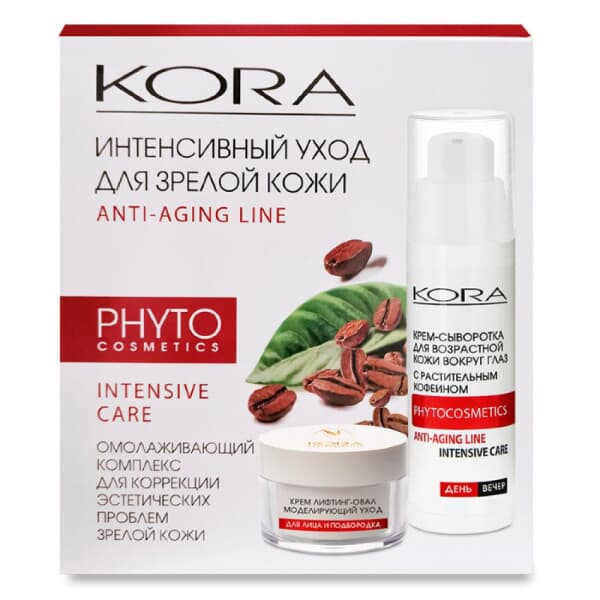 KORA
ИНТЕНСИВНЫЙ УХОД
ДЛЯ ЗРЕЛОЙ КОЖИ
ANTI-AGING LINE
PHYTO
COSMETICS
INTENSIVE
CARE
ОМОЛАЖИВАЮЩИЙ
КОМПЛЕКС
ДЛЯ КОРРЕКЦИИ
ЭСТЕТИЧЕСКИХ
ПРОБЛЕМ
ЗРЕЛОЙ КОЖИ
KORA
КРЕМ ЛИФТИНГ-ОВАЛ
МОДЕЛИРУЮЩИЙ УХОД
ДЛЯ ЛИЦА И ПОДБОРОДКА
KORA
КРЕМ-СЫВОРОТКА
ДЛЯ ВОЗРАСТНОЙ
КОЖИ ВОКРУГ ГЛАЗ
С РАСТИТЕЛЬНЫМ
КОФЕИНОМ
PHYTOCOSMETICS
ANTI-AGING LINE
INTENSIVE CARE
ДЕНЬ ВЕЧЕР